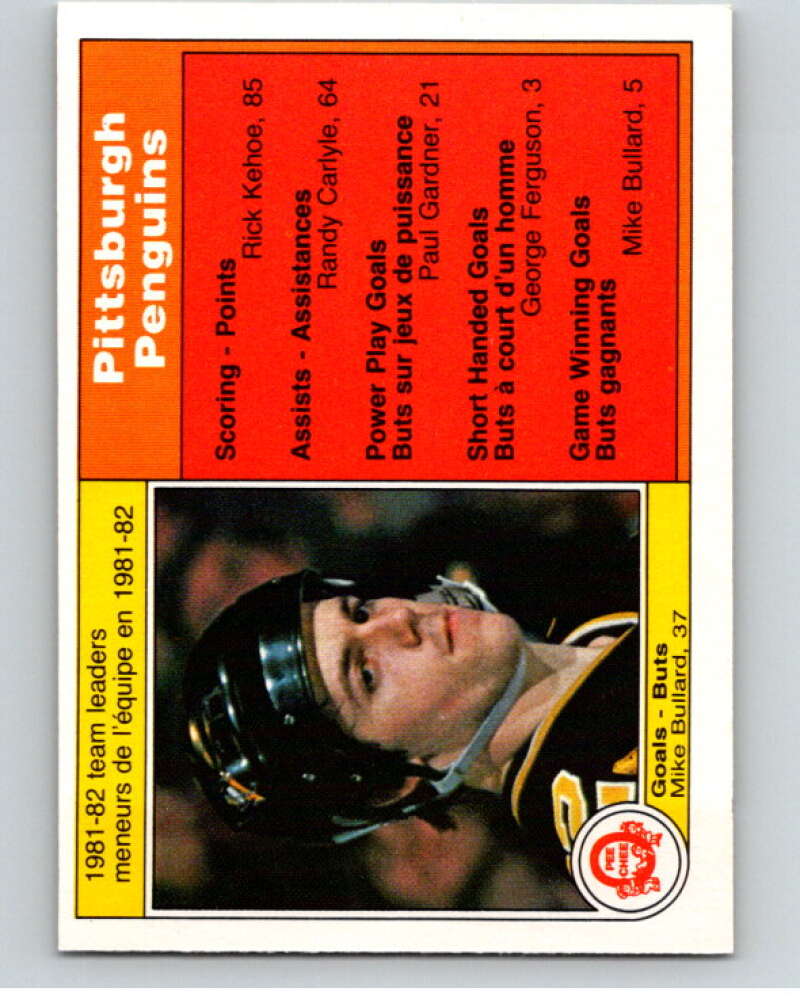 1981-82 team leaders
meneurs de l'équipe en 1981-82
Goals - Buts
Mike Bullard, 37
O
PEE
CHEE
Pittsburgh
Penguins
Scoring - Points
Rick Kehoe, 85
Assists - Assistances
Randy Carlyle, 64
Power Play Goals
Buts sur jeux de puissance
Paul Gardner, 21
Short Handed Goals
Buts à court d'un homme
George Ferguson, 3
Game Winning Goals
Buts gagnants
Mike Bullard, 5